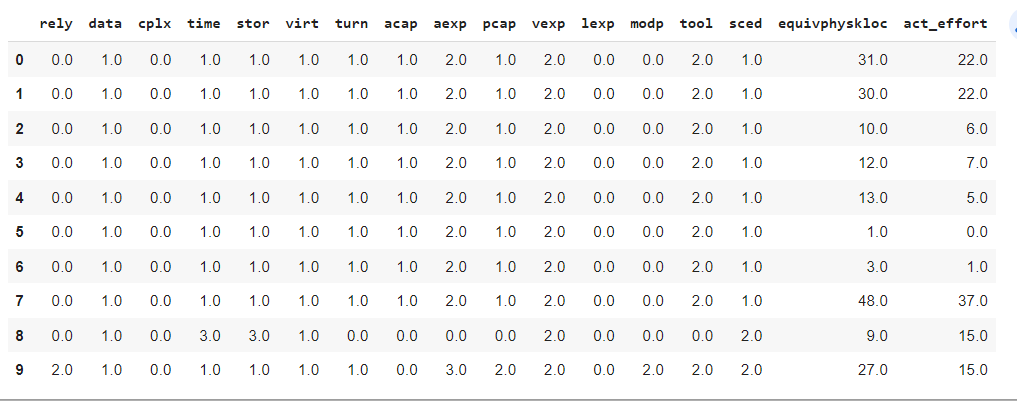 rely data cplx time stor virt turn acap aexp pcap vexp lexp modp tool sced equivphyskloc act_effort
0 0.0 1.0 0.0 1.0 1.0 1.0 1.0 1.0 2.0 1.0 2.0 0.0 0.0 2.0 1.0 31.0 22.0
1 0.0 1.0 0.0 1.0 1.0 1.0 1.0 1.0 2.0 1.0 2.0 0.0 0.0 2.0 1.0 30.0 22.0
2 0.0 1.0 0.0 1.0 1.0 1.0 1.0 1.0 2.0 1.0 2.0 0.0 0.0 2.0 1.0 10.0 6.0
3 0.0 1.0 0.0 1.0 1.0 1.0 1.0 1.0 2.0 1.0 2.0 0.0 0.0 2.0 1.0 12.0 7.0
4 0.0 1.0 0.0 1.0 1.0 1.0 1.0 1.0 2.0 1.0 2.0 0.0 0.0 2.0 1.0 13.0 5.0
5 0.0 1.0 0.0 1.0 1.0 1.0 1.0 1.0 2.0 1.0 2.0 0.0 0.0 2.0 1.0 1.0 0.0
6 0.0 1.0 0.0 1.0 1.0 1.0 1.0 1.0 2.0 1.0 2.0 0.0 0.0 2.0 1.0 3.0 1.0
7 0.0 1.0 0.0 1.0 1.0 1.0 1.0 1.0 2.0 1.0 2.0 0.0 0.0 2.0 1.0 48.0 37.0
8 0.0 1.0 0.0 3.0 3.0 1.0 0.0 0.0 0.0 0.0 2.0 0.0 0.0 0.0 2.0 9.0 15.0
9 2.0 1.0 0.0 1.0 1.0 1.0 1.0 0.0 3.0 2.0 2.0 0.0 2.0 2.0 2.0 27.0 15.0